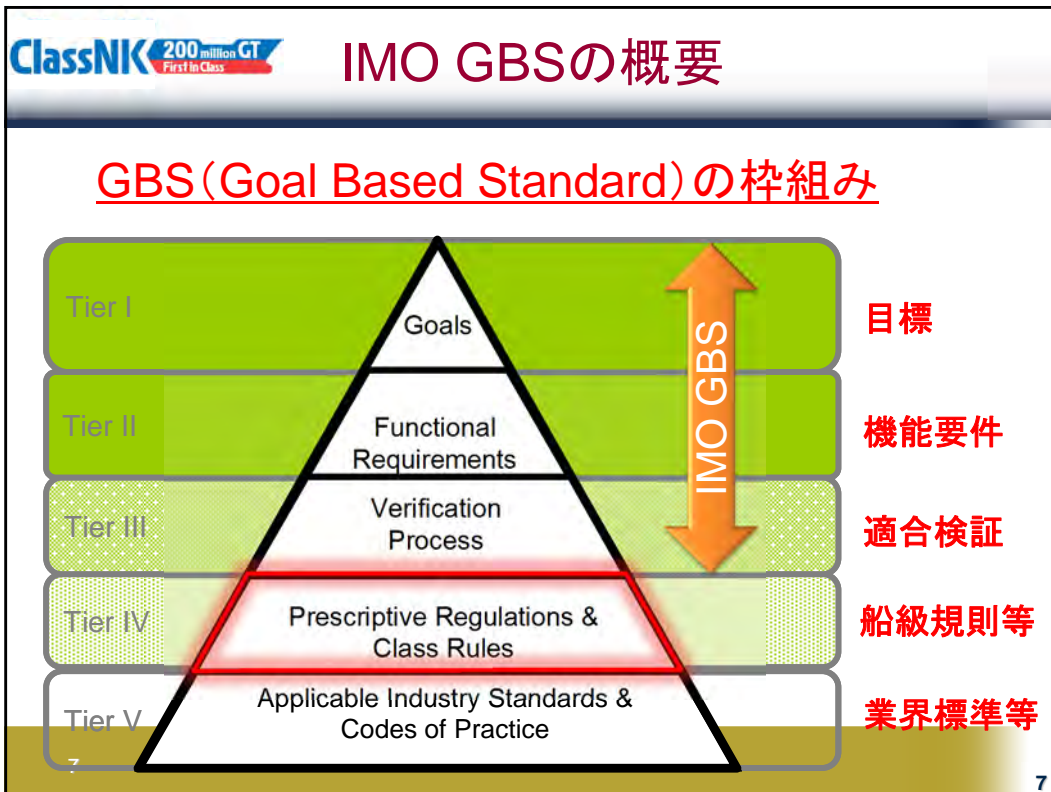 ClassNK 200 million GT
First in Class
IMO GBSの概要
GBS(Goal Based Standard)の枠組み
Tier I
Goals
目標
Tier II
Functional
Requirements
機能要件
Tier III
Verification
Process
適合検証
Tier IV
Prescriptive Regulations &
Class Rules
船級規則等
Tier V
Applicable Industry Standards &
Codes of Practice
業界標準等
IMO GBS
7
7